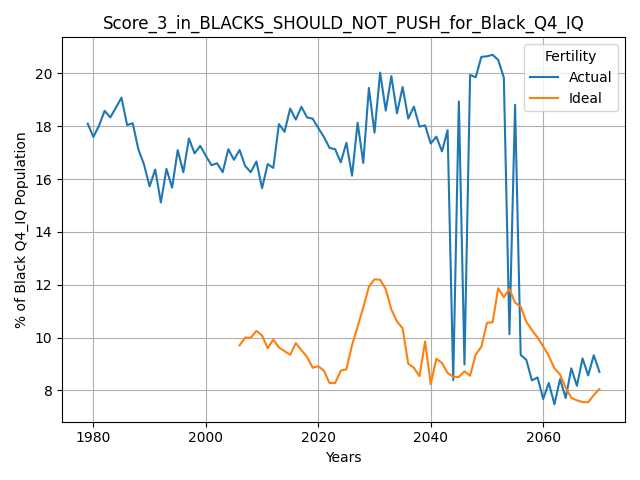 Score_3_in_BLACKS_SHOULD_NOT_PUSH_for_Black_Q4_IQ
Fertility
Actual
Ideal
20
18
16
14
12
10
8
% of Black Q4_IQ Population
1980
2000
2020
2040
2060
Years